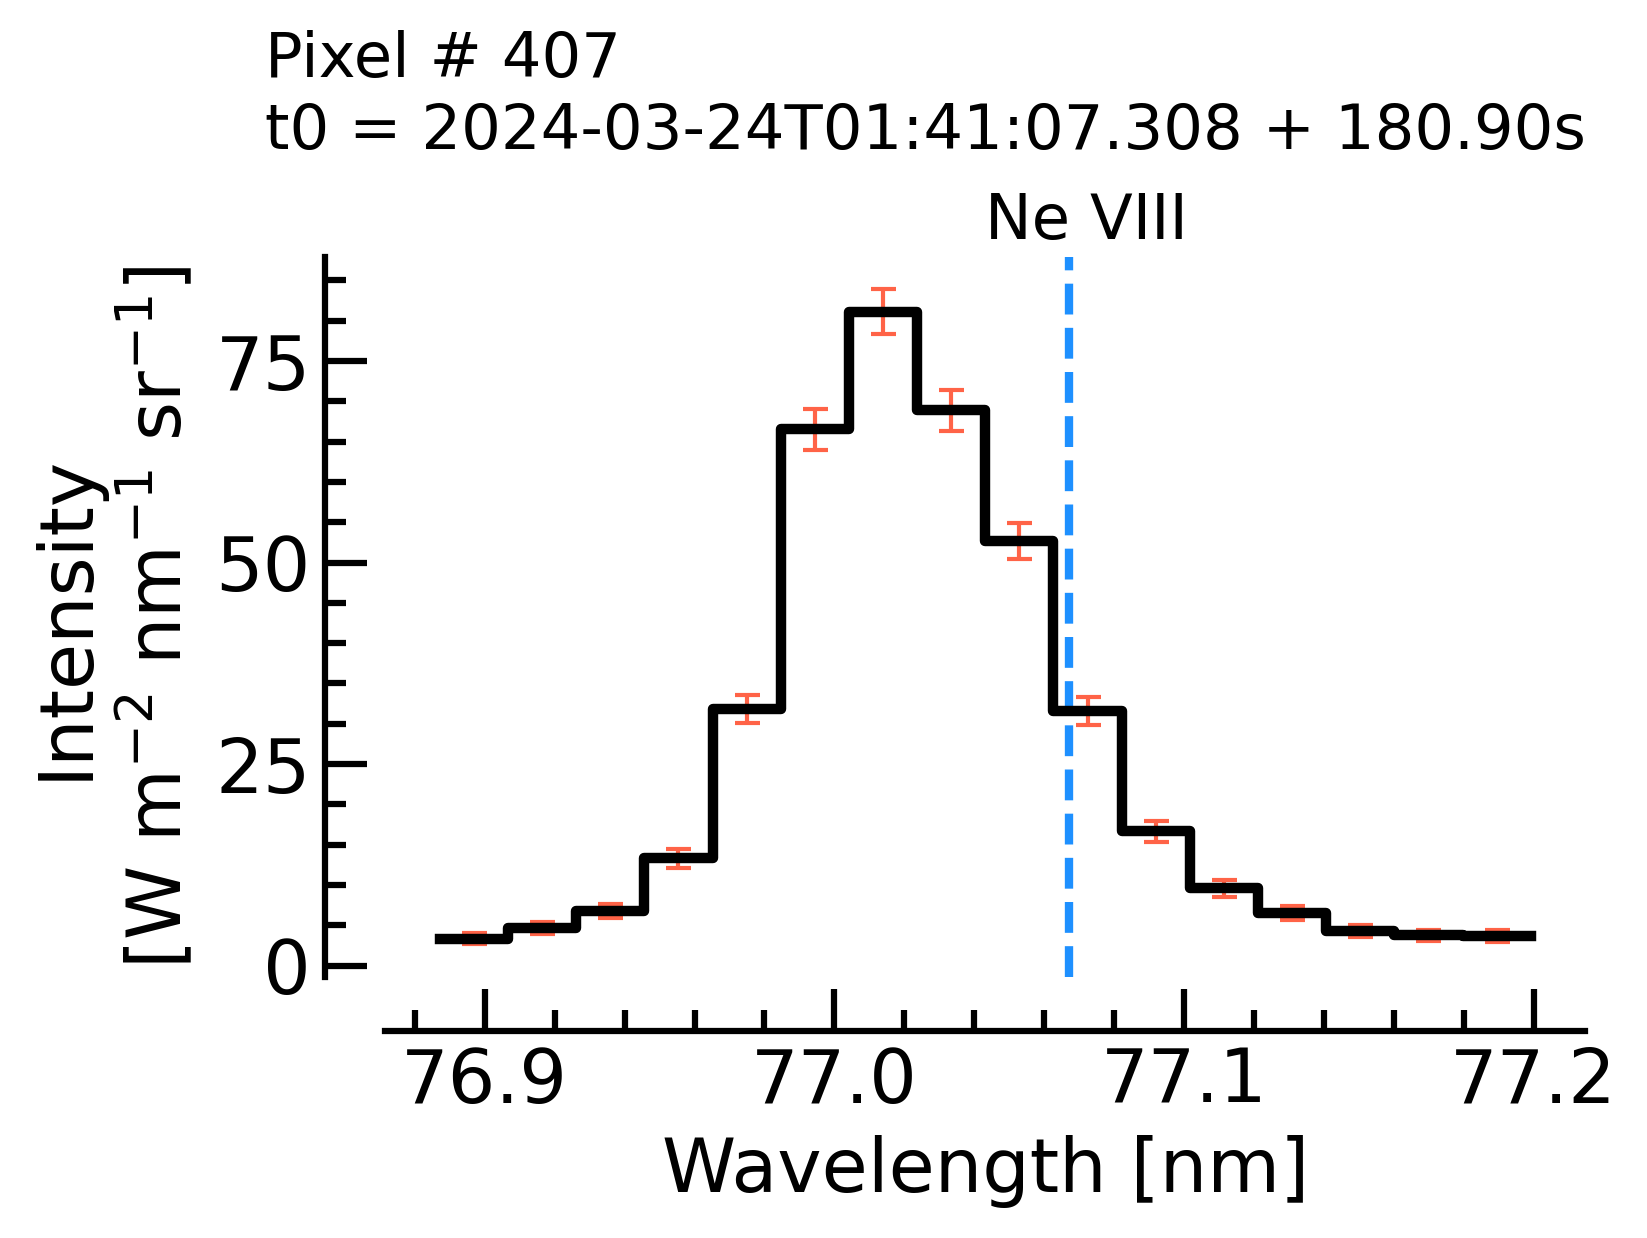 Pixel # 407
t0 = 2024-03-24T01:41:07.308 + 180.90s
Ne VIII
Intensity
[W m⁻² nm⁻¹ sr⁻¹]
75
50
25
0
76.9 77.0 77.1 77.2
Wavelength [nm]